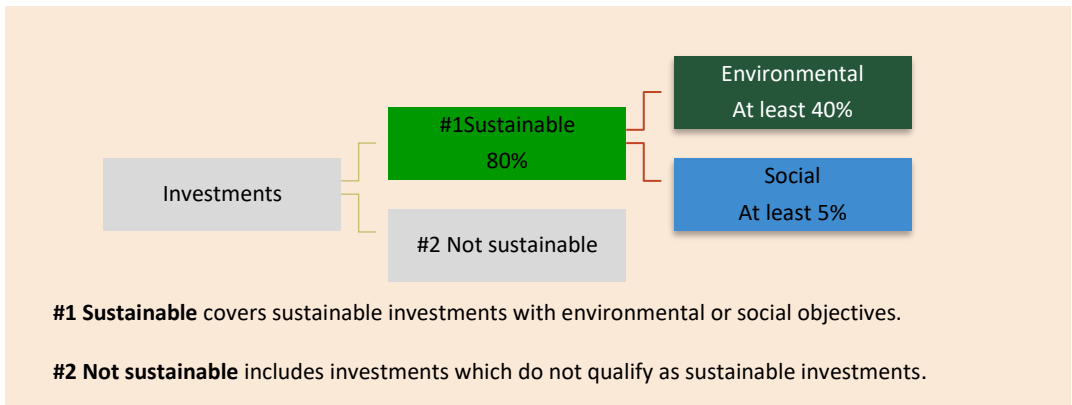 Investments
#1Sustainable
80%
#2 Not sustainable
Environmental
At least 40%
Social
At least 5%
#1 Sustainable covers sustainable investments with environmental or social objectives.
#2 Not sustainable includes investments which do not qualify as sustainable investments.